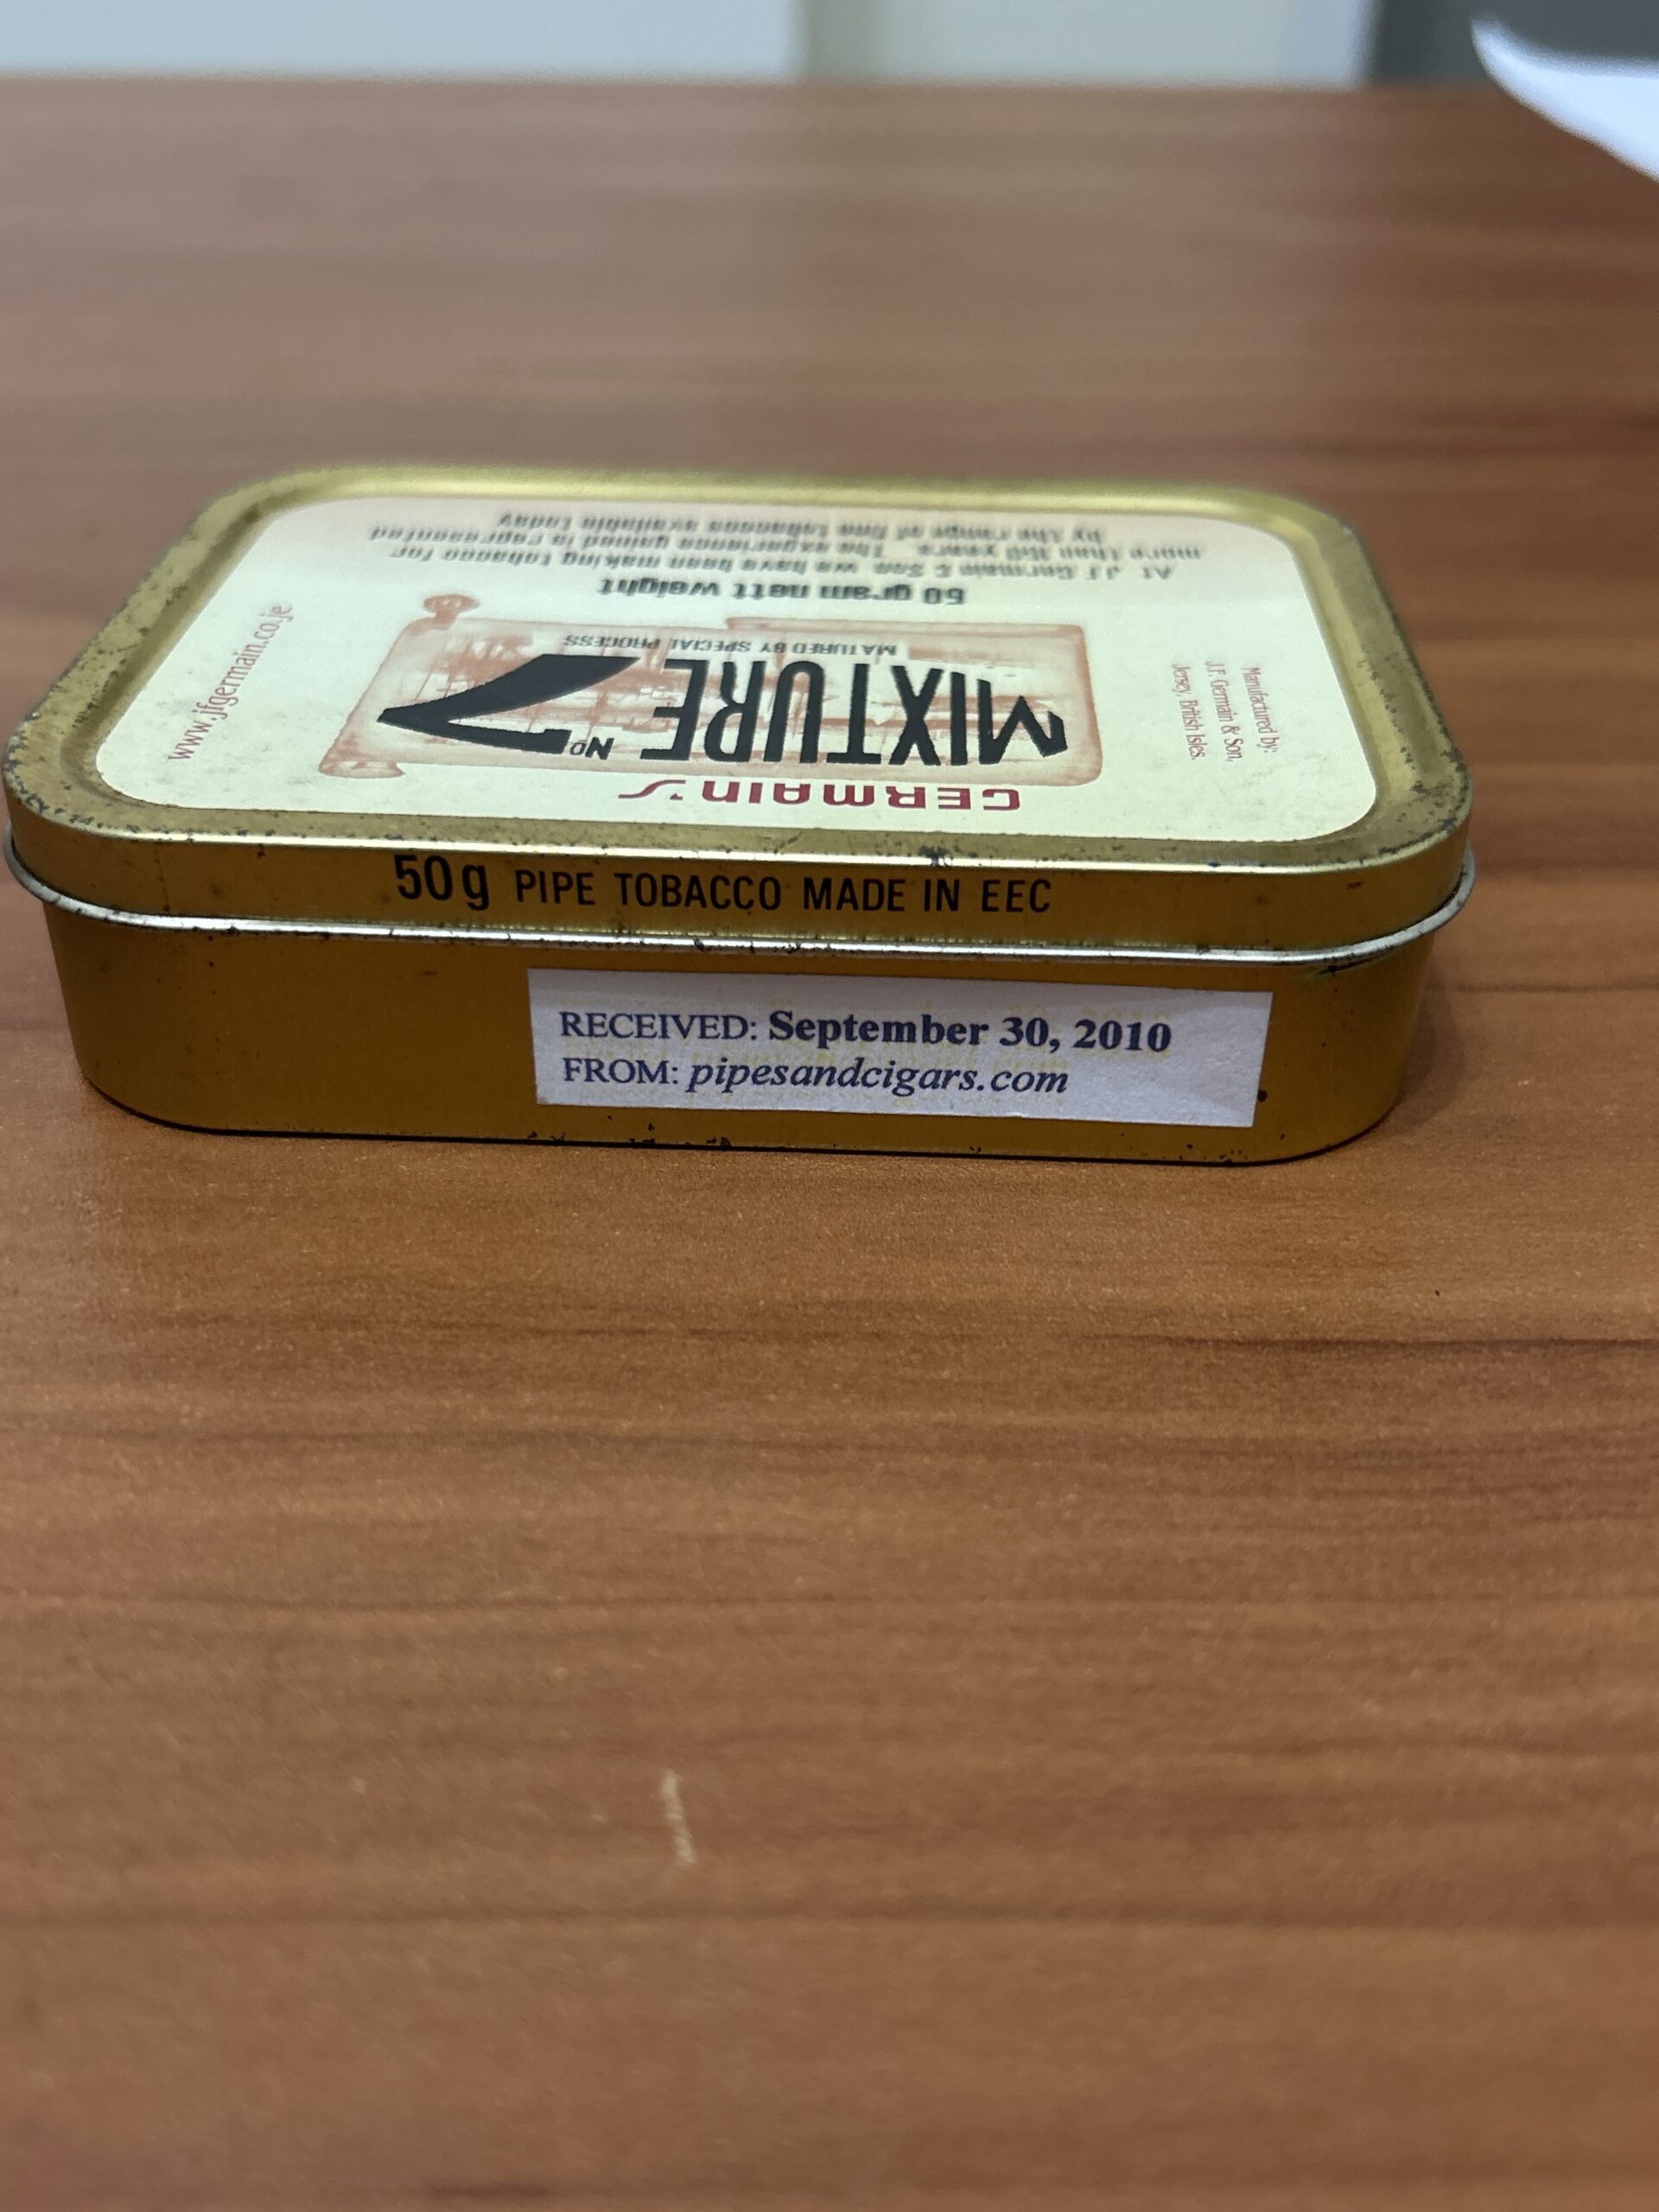 GERMAIN'S
MIXTURE No 7
MATURED BY SPECIAL PROCESS
50 gram nett weight
At J F Germain & Son, we have been making tobacco for
more than 160 years. The experience gained is represented
by the range of fine tobaccos available today
Manufactured by:
J.F. Germain & Son,
Jersey, British Isles.
www.jfgermain.co.je
50g PIPE TOBACCO MADE IN EEC
RECEIVED: September 30, 2010
FROM: pipesandcigars.com